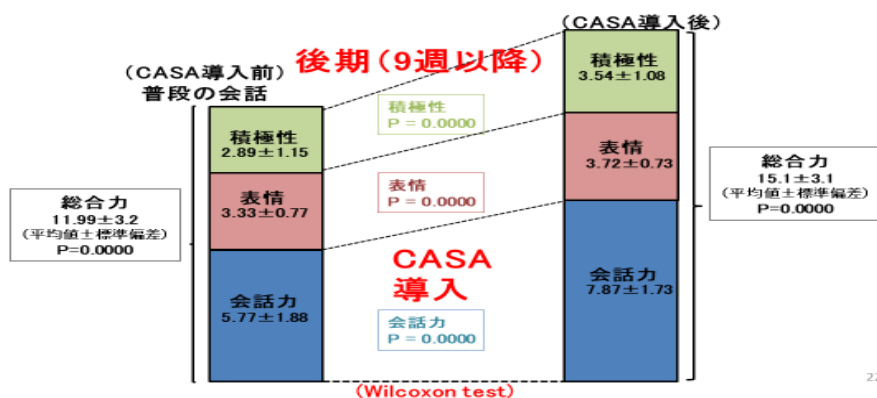 (CASA導入後)
後期(9週以降)
(CASA導入前)
普段の会話
積極性
3.54±1.08
積極性
P = 0.0000
積極性
2.89±1.15
表情
3.72±0.73
総合力
15.1±3.1
(平均値±標準偏差)
P=0.0000
表情
P = 0.0000
表情
3.33±0.77
総合力
11.99±3.2
(平均値±標準偏差)
P=0.0000
CASA
導入
会話力
7.87±1.73
会話力
5.77±1.88
会話力
P = 0.0000
(Wilcoxon test)